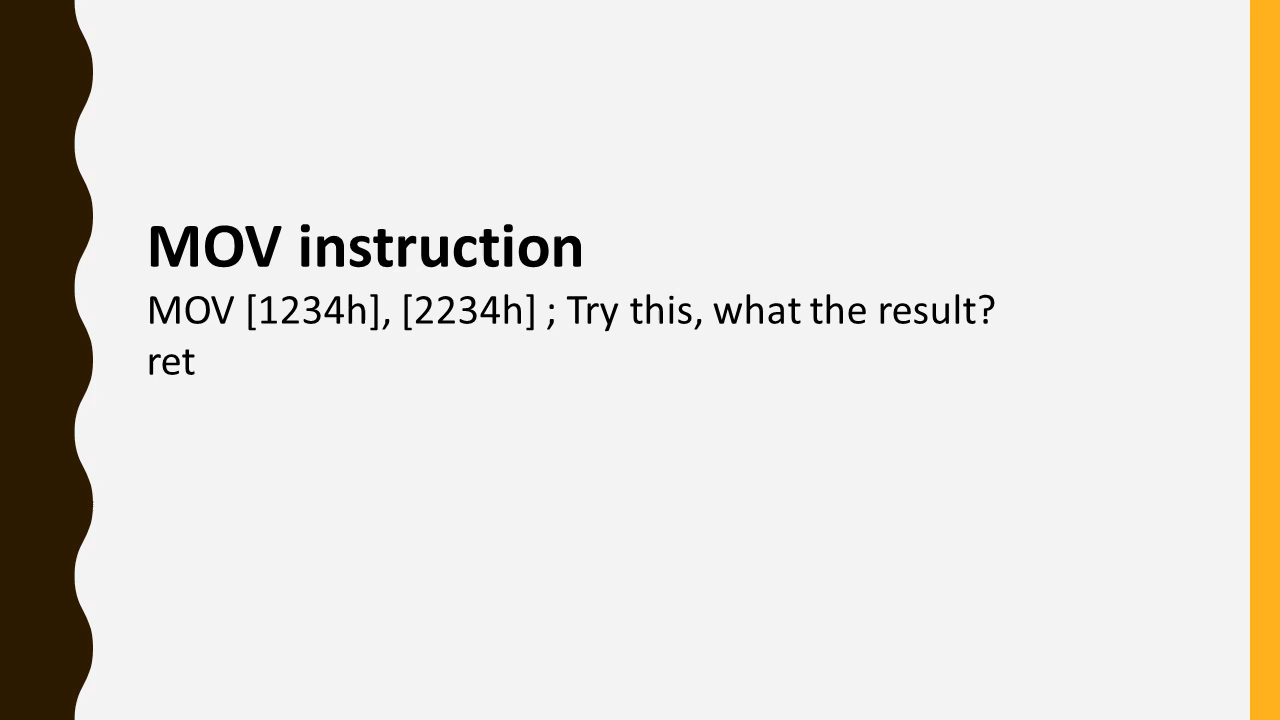 MOV instruction
MOV [1234h], [2234h] ; Try this, what the result?
ret